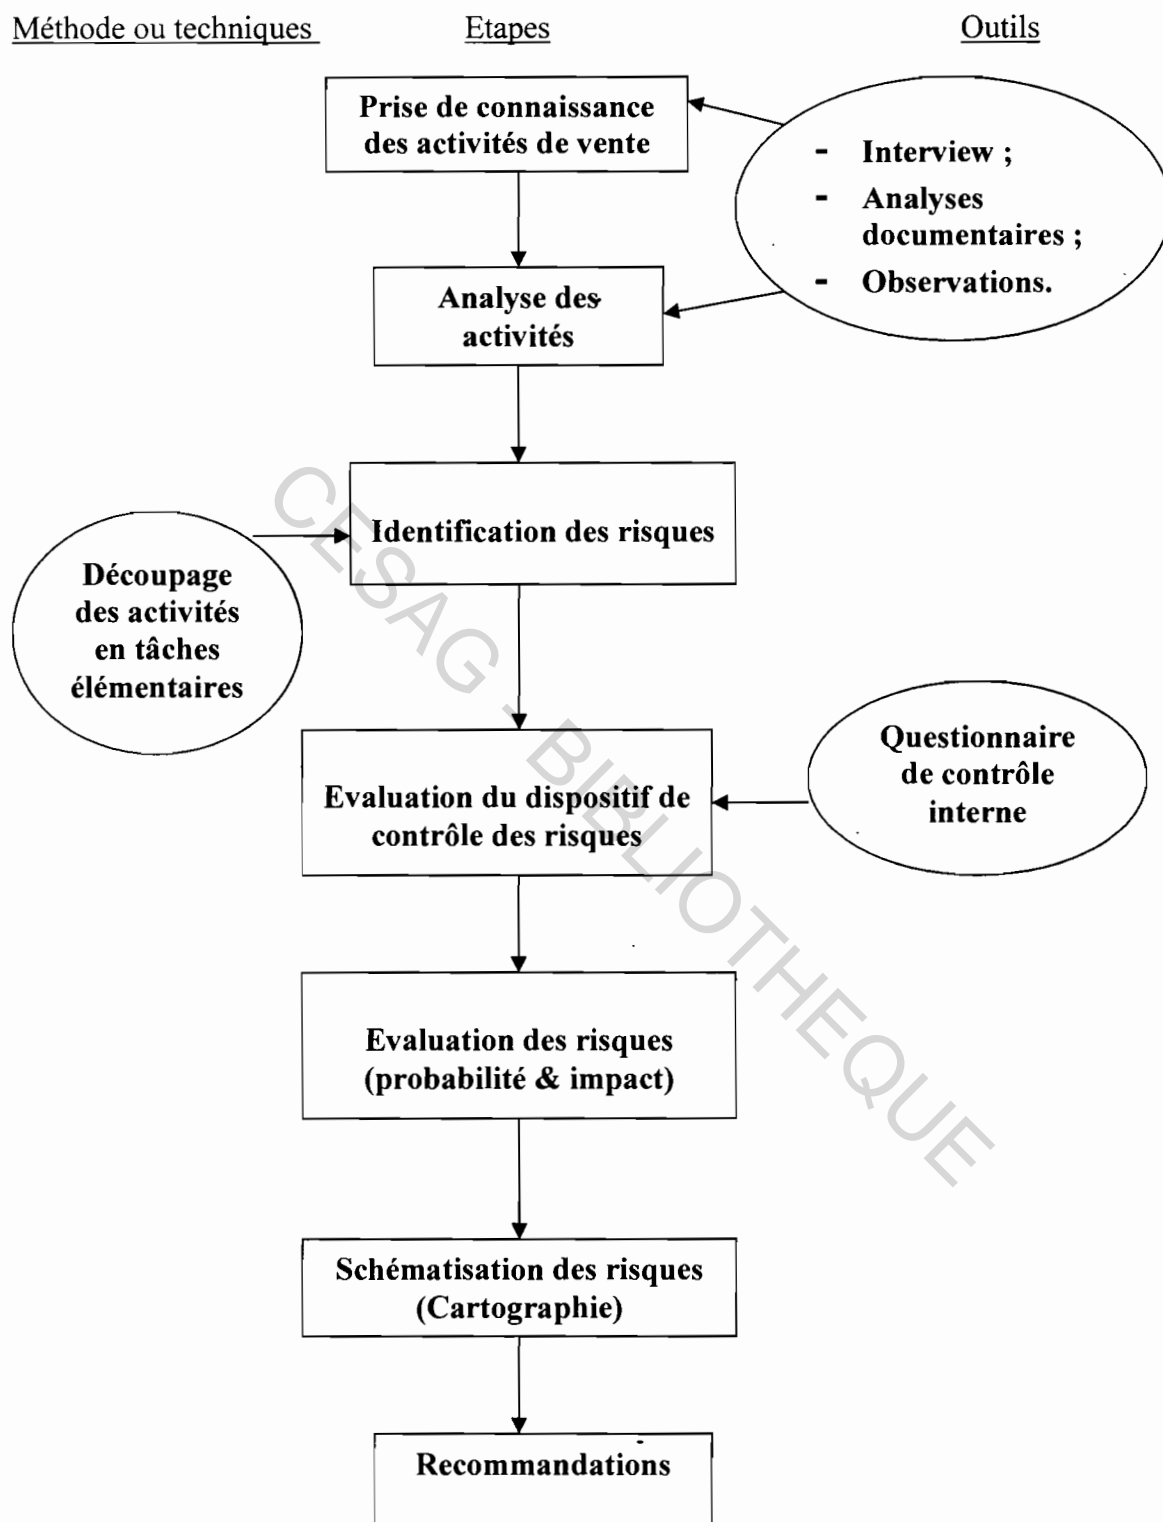 Méthode ou techniques
Etapes
Outils
Prise de connaissance
des activités de vente
- Interview ;
- Analyses
documentaires ;
- Observations.
Analyse des
activités
Identification des risques
Découpage
des activités
en tâches
élémentaires
Evaluation du dispositif de
contrôle des risques
Questionnaire
de contrôle
interne
Evaluation des risques
(probabilité & impact)
Schématisation des risques
(Cartographie)
Recommandations
CESAG - BIBLIOTHEQUE